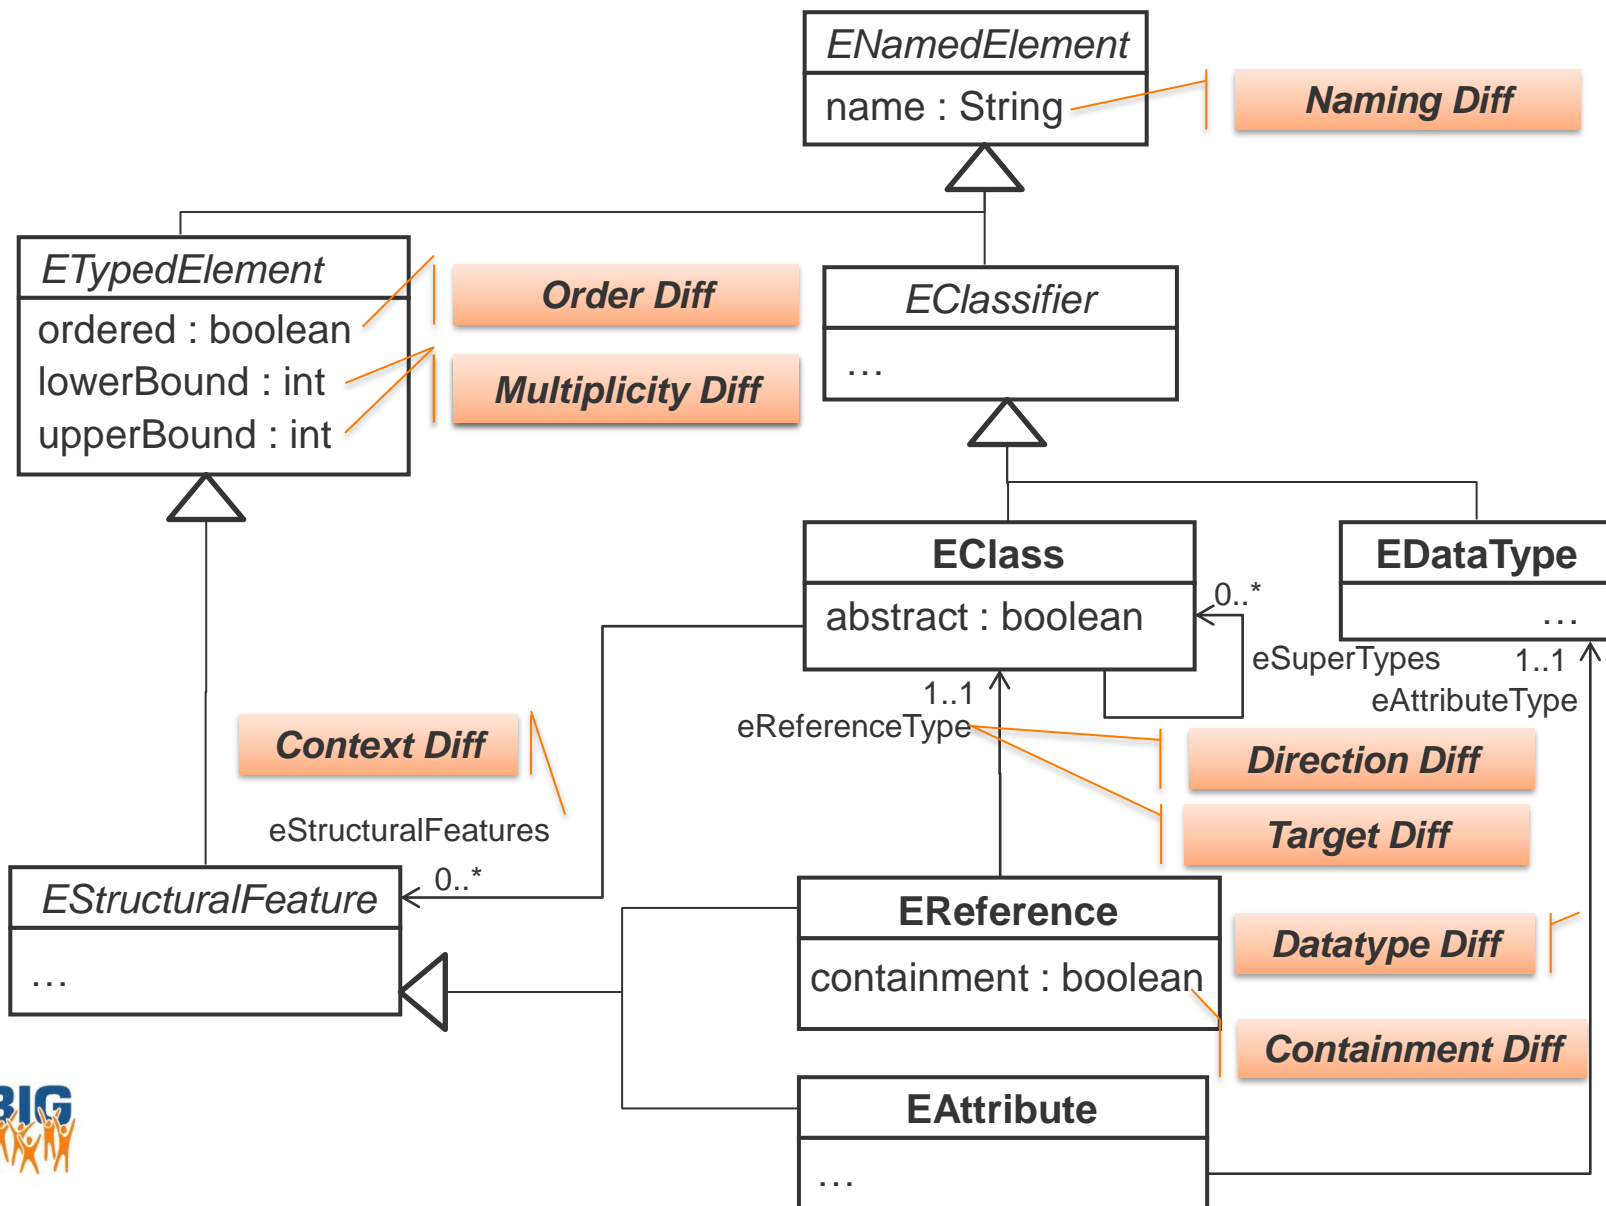 ENamedElement
name : String
Naming Diff
ETypedElement
ordered : boolean
lowerBound : int
upperBound : int
Order Diff
Multiplicity Diff
EClassifier
...
EClass
abstract : boolean
EDataType
...
0..*
eSuperTypes
1..1
eAttributeType
1..1
eReferenceType
Context Diff
Direction Diff
Target Diff
eStructuralFeatures
0..*
EStructuralFeature
...
EReference
containment : boolean
Datatype Diff
Containment Diff
EAttribute
...
BIG